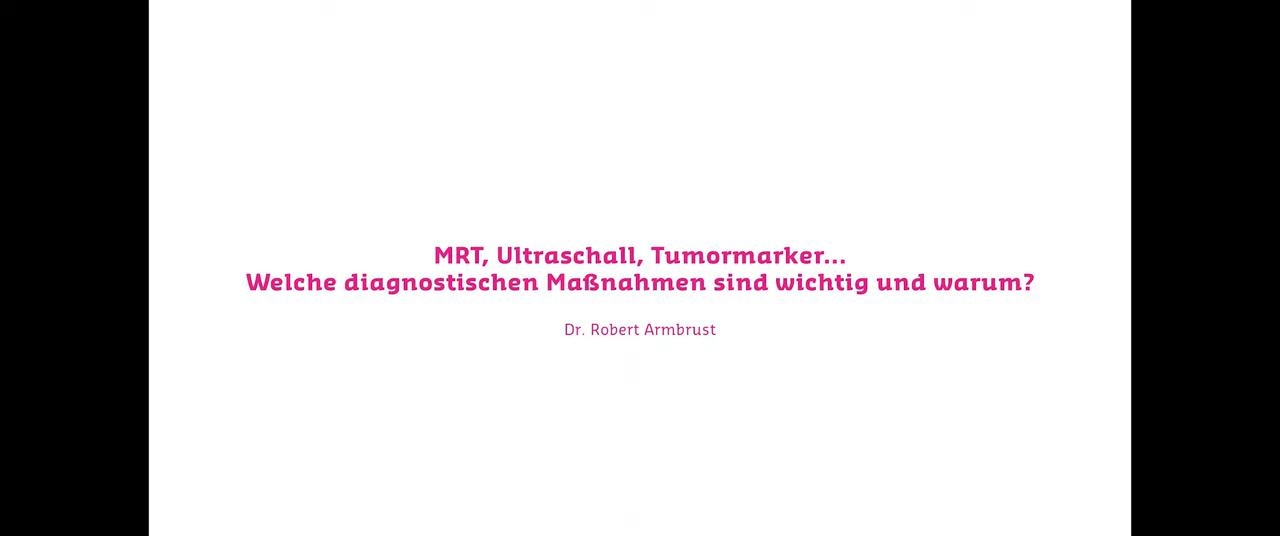 MRT, Ultraschall, Tumormarker...
Welche diagnostischen Maßnahmen sind wichtig und warum?
Dr. Robert Armbrust